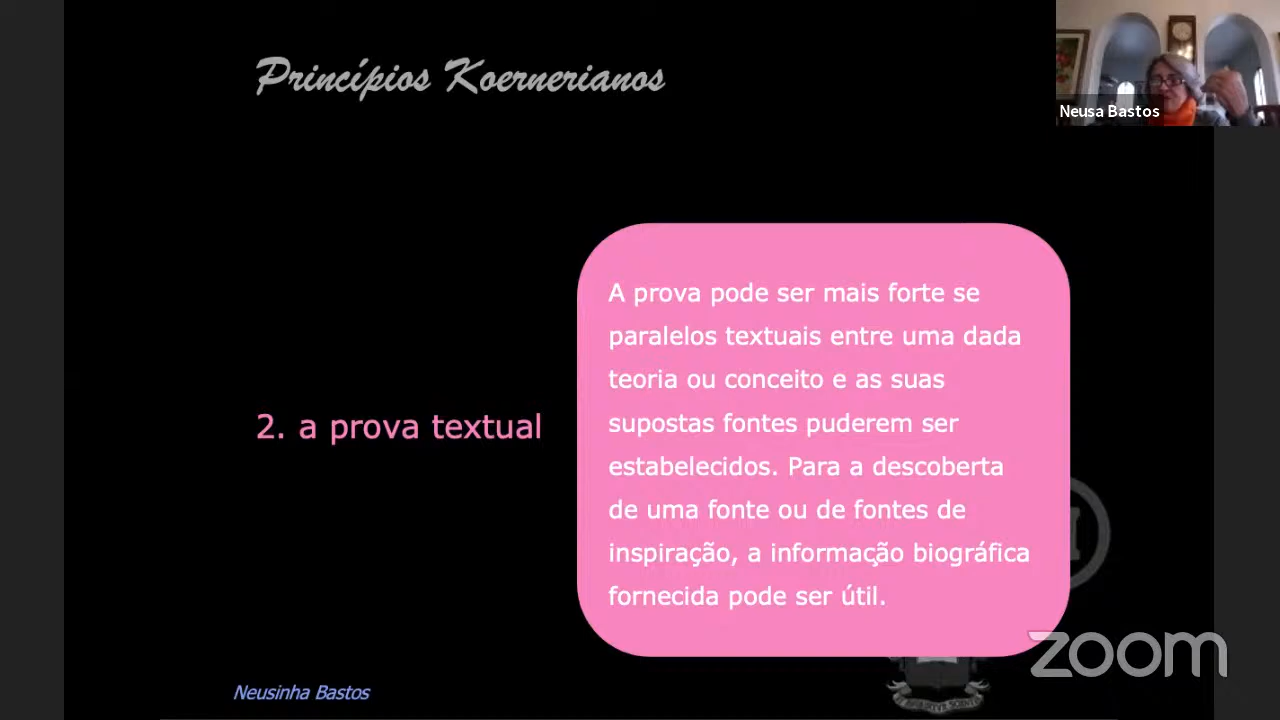 Princípios Koernerianos
Neusa Bastos
2. a prova textual
A prova pode ser mais forte se
paralelos textuais entre uma dada
teoria ou conceito e as suas
supostas fontes puderem ser
estabelecidos. Para a descoberta
de uma fonte ou de fontes de
inspiração, a informação biográfica
fornecida pode ser útil.
zoom
Neusinha Bastos